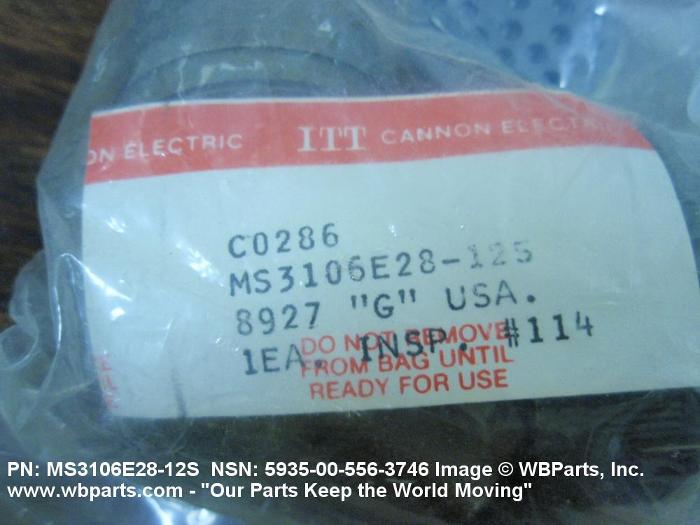 ON ELECTRIC ITT CANNON ELECTRIC
C0286
MS3106E28-12S
8927 "G" USA.
1EA. INSP. #114
DO NOT REMOVE
FROM BAG UNTIL
READY FOR USE
PN: MS3106E28-12S NSN: 5935-00-556-3746 Image © WBParts, Inc.
www.wbparts.com - "Our Parts Keep the World Moving"